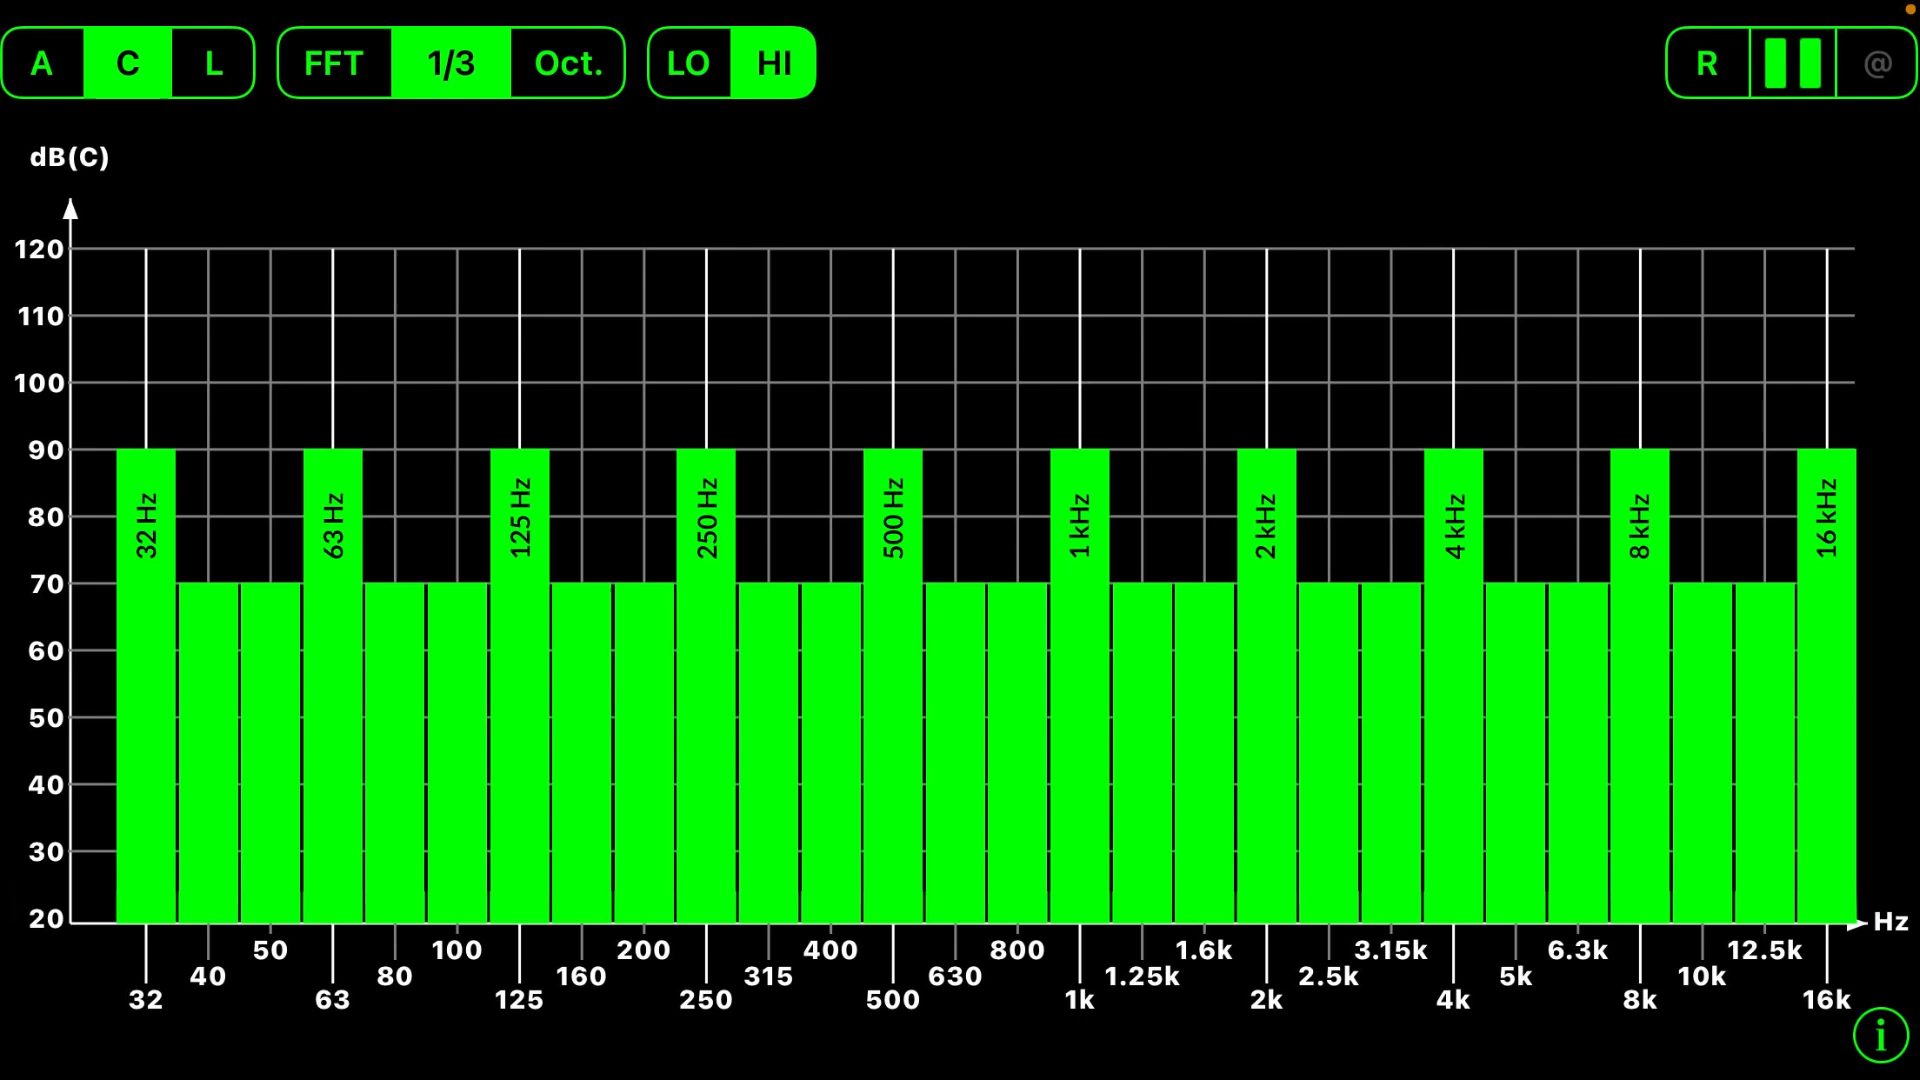 A C L FFT 1/3 Oct. LO HI R @
dB(C)
120
110
100
90
80
70
60
50
40
30
20
32 Hz 63 Hz 125 Hz 250 Hz 500 Hz 1 kHz 2 kHz 4 kHz 8 kHz 16 kHz
Hz
50 100 200 400 800 1.6k 3.15k 6.3k 12.5k
40 80 160 315 630 1.25k 2.5k 5k 10k
32 63 125 250 500 1k 2k 4k 8k 16k
i